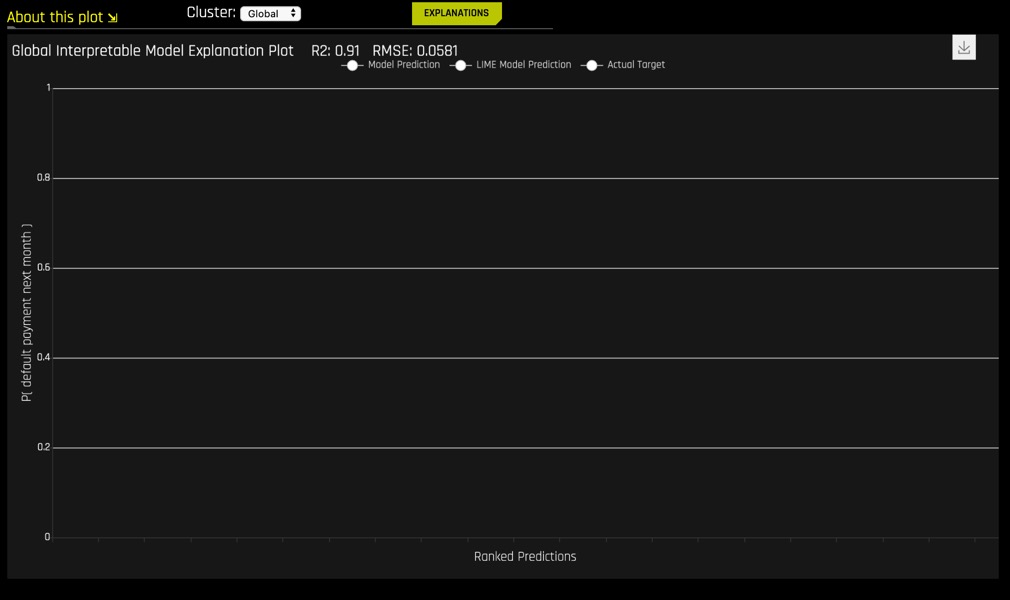 About this plot ⇲
Cluster: Global
EXPLANATIONS
Global Interpretable Model Explanation Plot R2: 0.91 RMSE: 0.0581
Model Prediction LIME Model Prediction Actual Target
1
0.8
0.6
0.4
0.2
0
P( default payment next month )
Ranked Predictions